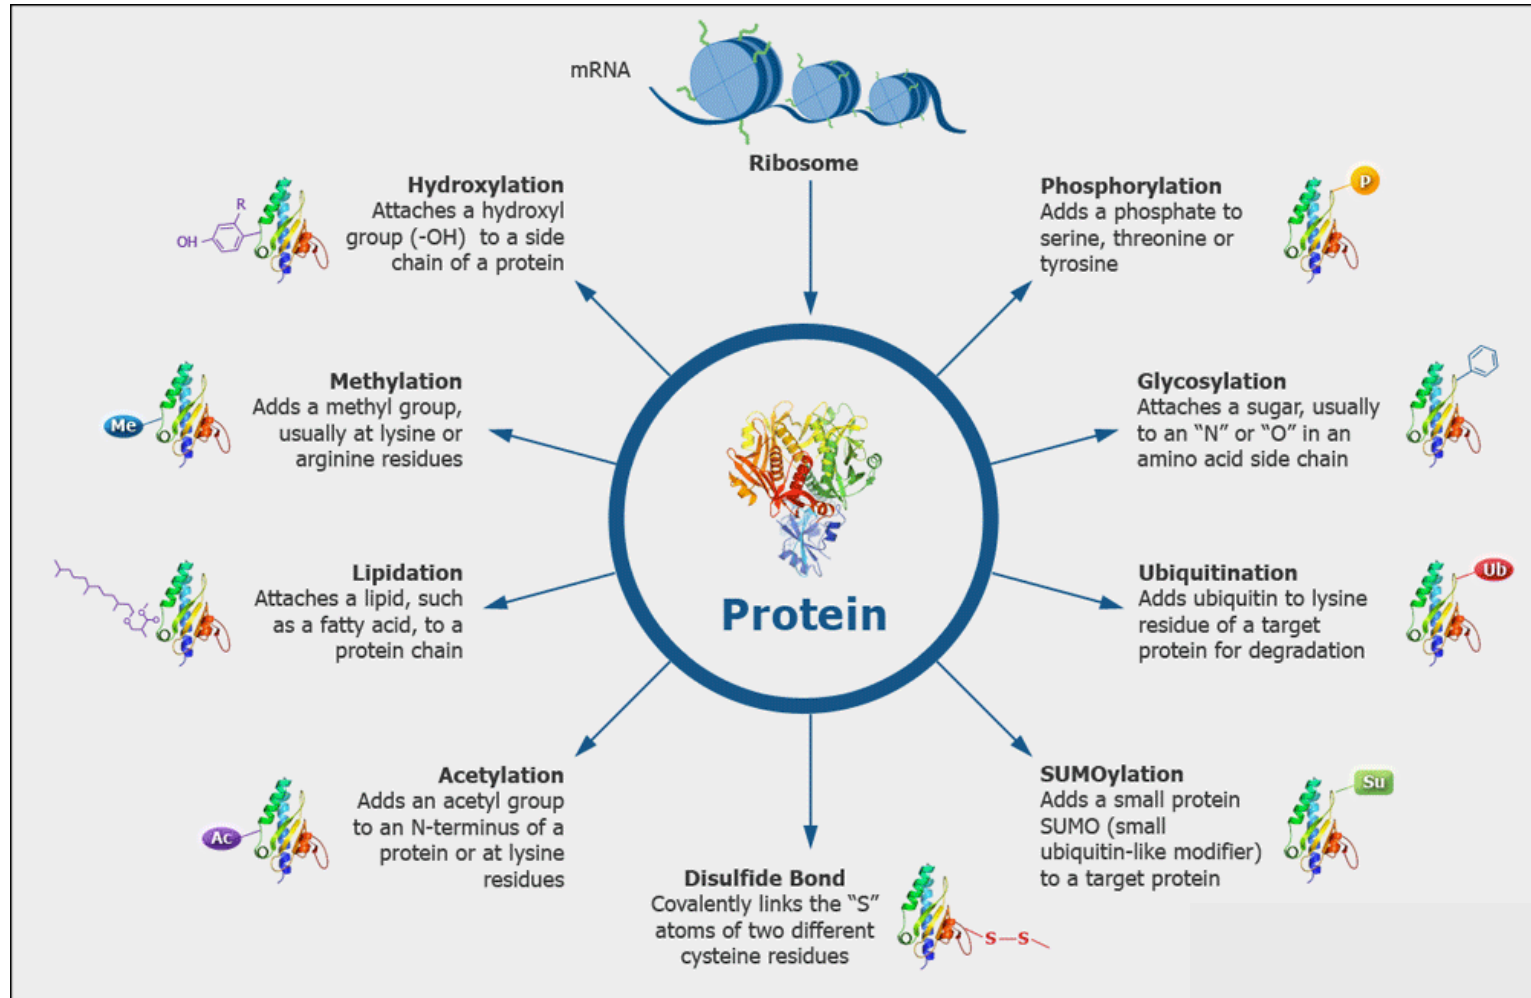 mRNA
Ribosome
Hydroxylation
Attaches a hydroxyl
group (-OH) to a side
chain of a protein
R
OH
Phosphorylation
Adds a phosphate to
serine, threonine or
tyrosine
P
Methylation
Adds a methyl group,
usually at lysine or
arginine residues
Me
Glycosylation
Attaches a sugar, usually
to an “N” or “O” in an
amino acid side chain
Lipidation
Attaches a lipid, such
as a fatty acid, to a
protein chain
Protein
Ubiquitination
Adds ubiquitin to lysine
residue of a target
protein for degradation
Ub
Acetylation
Adds an acetyl group
to an N-terminus of a
protein or at lysine
residues
Ac
Disulfide Bond
Covalently links the “S”
atoms of two different
cysteine residues
S—S
SUMOylation
Adds a small protein
SUMO (small
ubiquitin-like modifier)
to a target protein
Su